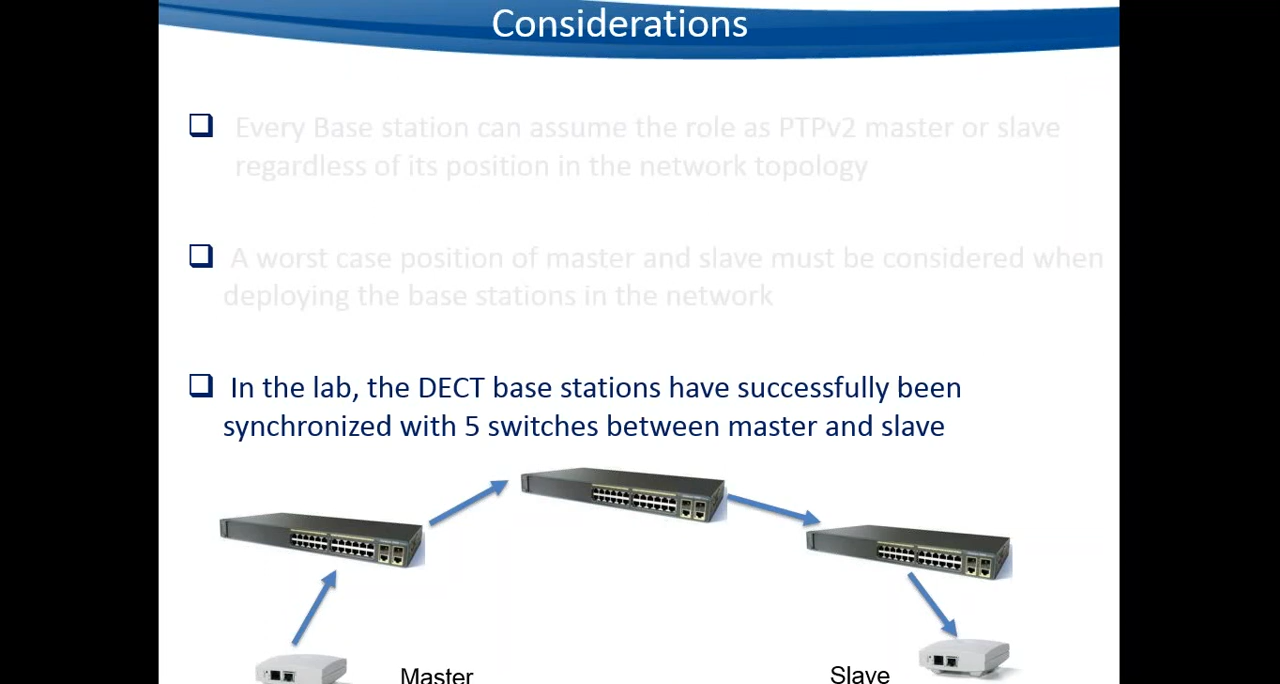 Considerations
Every Base station can assume the role as PTPv2 master or slave
regardless of its position in the network topology
A worst case position of master and slave must be considered when
deploying the base stations in the network
In the lab, the DECT base stations have successfully been
synchronized with 5 switches between master and slave
Master
Slave